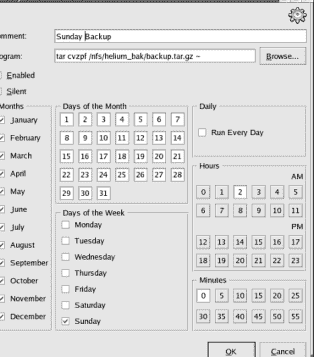 omment: Sunday Backup
ogram: tar cvzpf /nfs/helium_bak/backup.tar.gz ~ Browse...
Enabled
Silent
Months
January
February
March
April
May
June
July
August
September
October
November
December
Days of the Month
1 2 3 4 5 6 7
8 9 10 11 12 13 14
15 16 17 18 19 20 21
22 23 24 25 26 27 28
29 30 31
Days of the Week
Monday
Tuesday
Wednesday
Thursday
Friday
Saturday
Sunday
Daily
Run Every Day
Hours
AM
0 1 2 3 4 5
6 7 8 9 10 11
PM
12 13 14 15 16 17
18 19 20 21 22 23
Minutes
0 5 10 15 20 25
30 35 40 45 50 55
OK Cancel